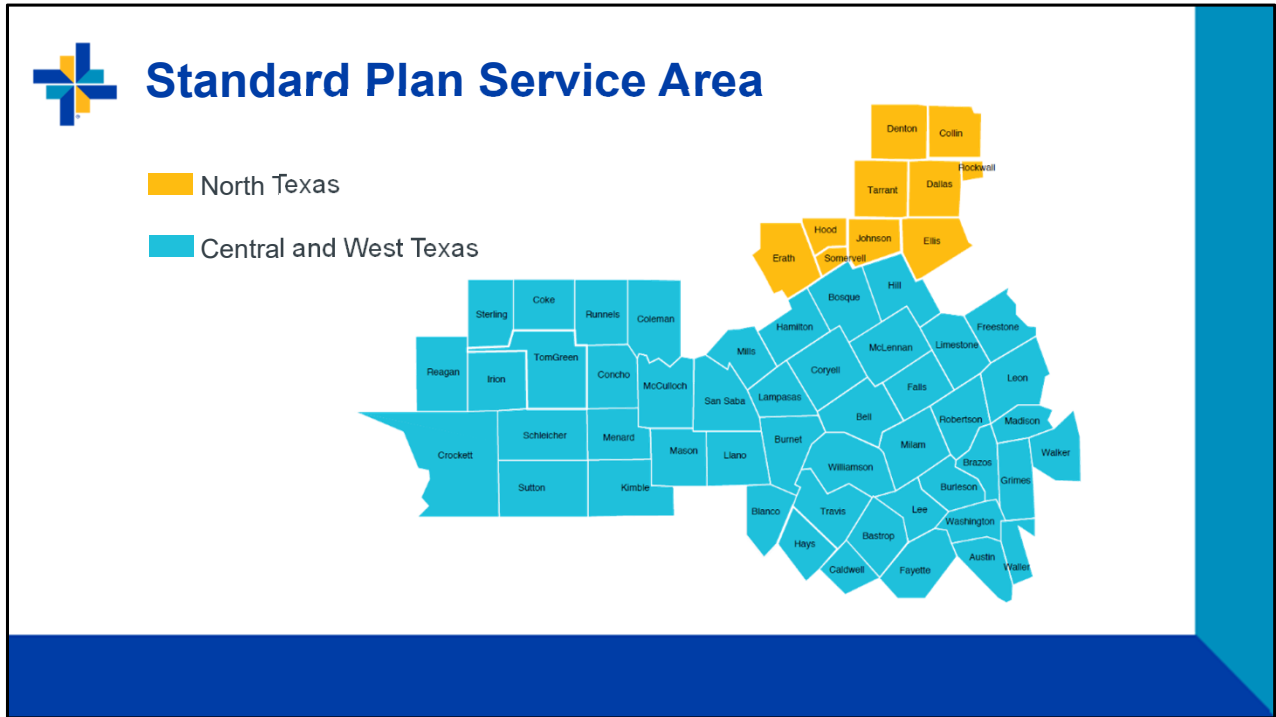 Standard Plan Service Area
North Texas
Central and West Texas
Denton
Collin
Rockwall
Tarrant
Dallas
Hood
Johnson
Ellis
Erath
Somervell
Hill
Bosque
Sterling
Coke
Runnels
Coleman
Hamilton
Freestone
Mills
McLennan
Limestone
TomGreen
Reagan
Irion
Concho
McCulloch
Coryell
Leon
San Saba
Lampasas
Falls
Bell
Robertson
Madison
Schleicher
Menard
Burnet
Milam
Crockett
Mason
Llano
Williamson
Brazos
Walker
Sutton
Kimble
Burleson
Grimes
Blanco
Travis
Lee
Washington
Hays
Bastrop
Austin
Caldwell
Fayette
Waller
®